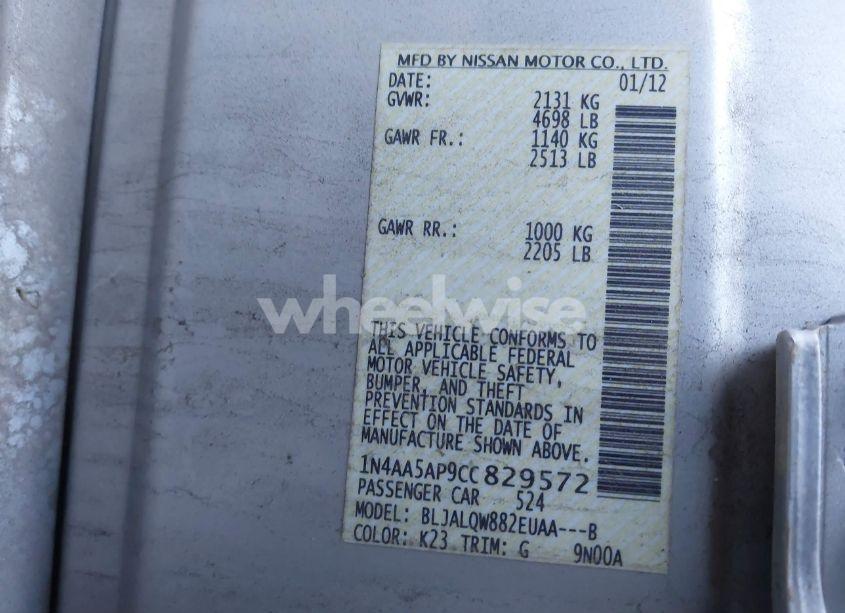 MFD BY NISSAN MOTOR CO., LTD.
DATE: 01/12
GVWR: 2131 KG
4698 LB
GAWR FR.: 1140 KG
2513 LB
GAWR RR.: 1000 KG
2205 LB
wheelwise
THIS VEHICLE CONFORMS TO
ALL APPLICABLE FEDERAL
MOTOR VEHICLE SAFETY,
BUMPER, AND THEFT
PREVENTION STANDARDS IN
EFFECT ON THE DATE OF
MANUFACTURE SHOWN ABOVE.
1N4AA5AP9CC829572
PASSENGER CAR 524
MODEL: BLJALQW882EUAA---B
COLOR: K23 TRIM: G 9N00A